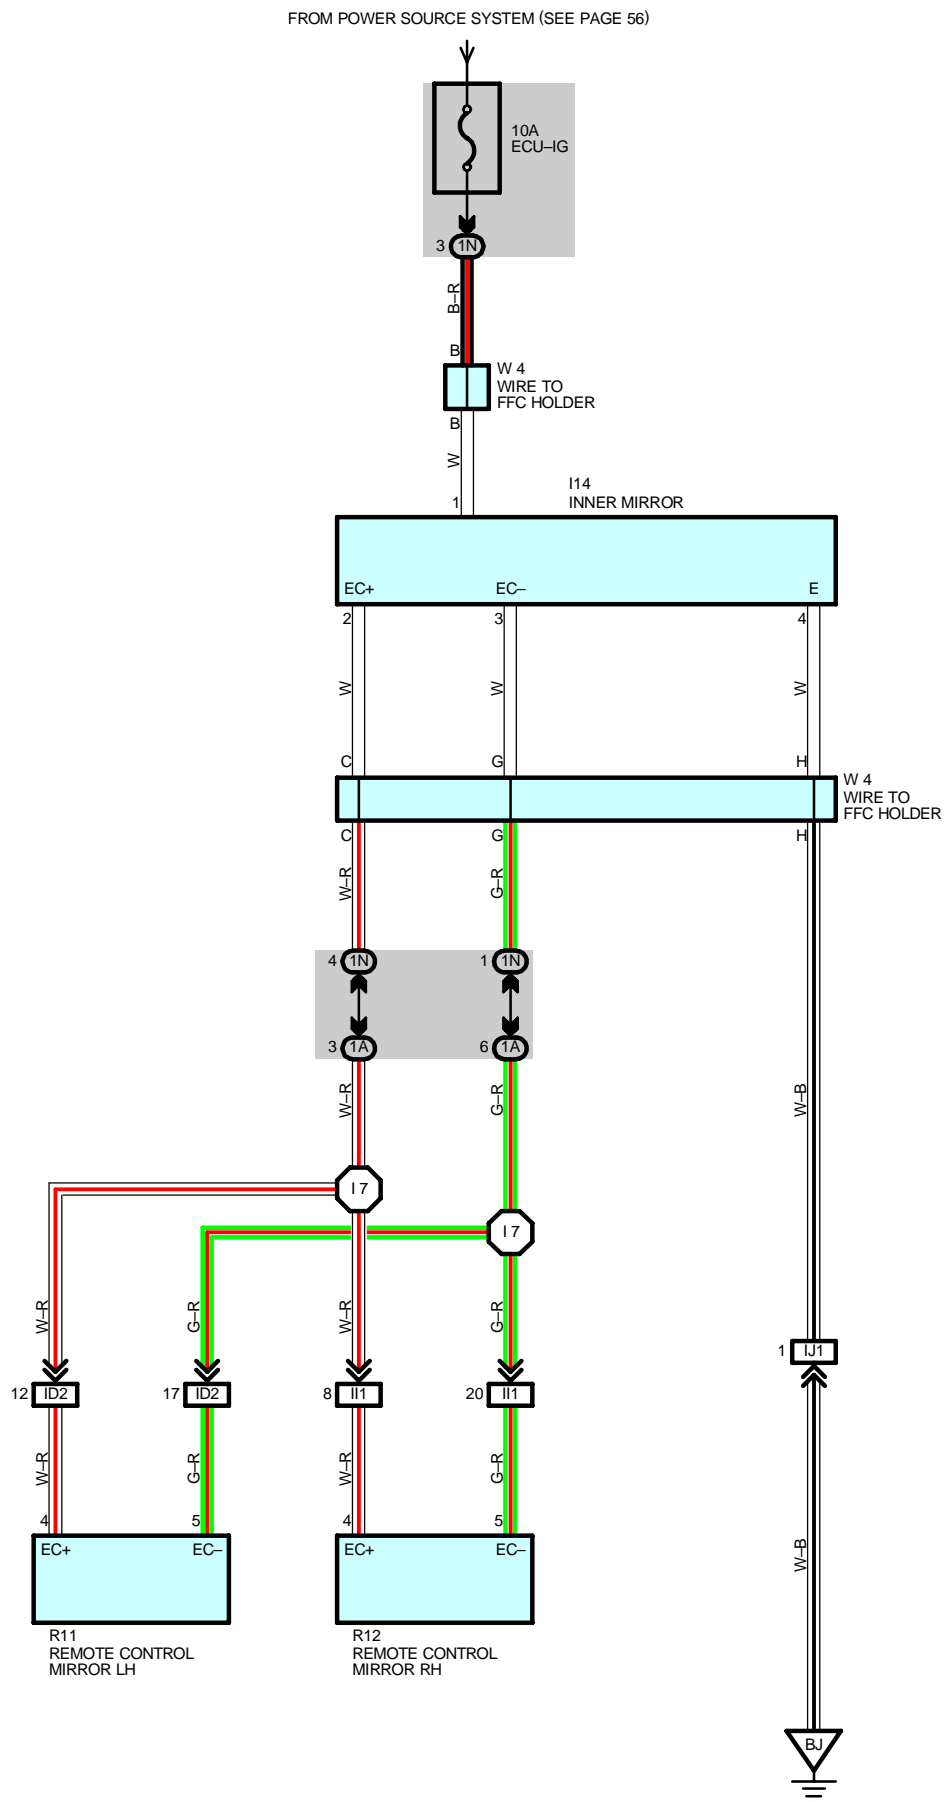 FROM POWER SOURCE SYSTEM (SEE PAGE 56)
10A
ECU–IG
3 1N
B–R
B
W 4
WIRE TO
FFC HOLDER
B
W
1
I14
INNER MIRROR
EC+ EC– E
2 3 4
W W W
C G H
W 4
WIRE TO
FFC HOLDER
C G H
W–R G–R
4 1N 1 1N
3 1A 6 1A
W–R G–R W–B
I 7
I 7
W–R G–R W–R G–R
1 IJ1
12 ID2 17 ID2 8 II1 20 II1
W–R G–R W–R G–R
W–B
4 5 4 5
EC+ EC– EC+ EC–
R11
REMOTE CONTROL
MIRROR LH
R12
REMOTE CONTROL
MIRROR RH
BJ